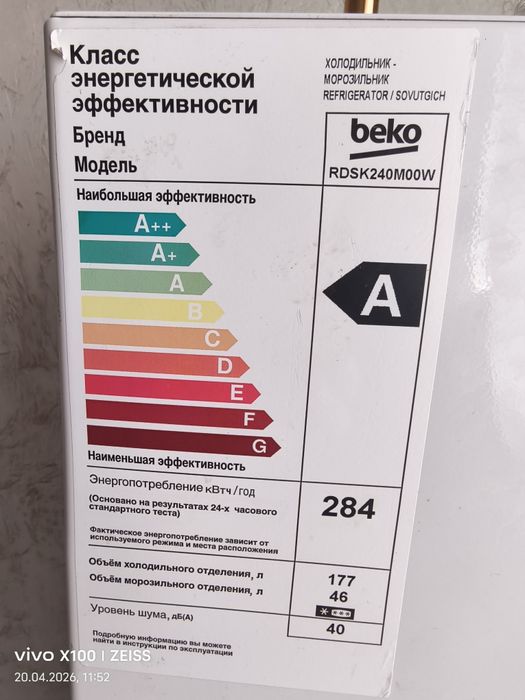 Класс
энергетической
эффективности
ХОЛОДИЛЬНИК -
МОРОЗИЛЬНИК
REFRIGERATOR / SOVUTGICH
Бренд
beko
Модель
RDSK240M00W
Наибольшая эффективность
A++
A+
A
B
C
D
E
F
G
A
Наименьшая эффективность
Энергопотребление кВтч/год
284
(Основано на результатах 24-х часового
стандартного теста)
Фактическое энергопотребление зависит от
используемого режима и места расположения
Объём холодильного отделения, л
177
Объём морозильного отделения, л
46
Уровень шума, дБ(А)
40
Подробную информацию вы можете
найти в инструкции по эксплуатации
vivo X100 | ZEISS
20.04.2026, 11:52